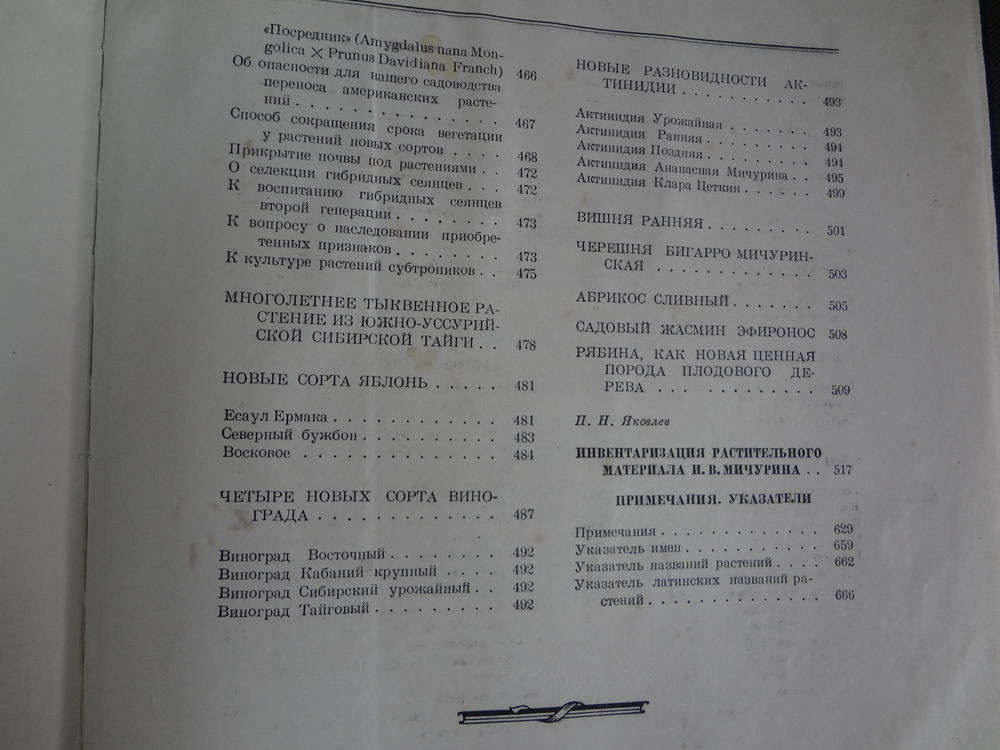 «Посредник» (Amygdalus nana Mon-
golica × Prunus Davidiana Franch) 466
Об опасности для нашего садоводства
переноса американских расте-
ний . . . . . . . . . . . . 467
Способ сокращения срока вегетации
у растений новых сортов . . . . 468
Прикрытие почвы под растениями . . 472
О селекции гибридных сеянцев . . . 472
К воспитанию гибридных сеянцев
второй генерации . . . . . . . . 473
К вопросу о наследовании приобре-
тенных признаков . . . . . . . . 473
К культуре растений субтропиков . . 475
МНОГОЛЕТНЕЕ ТЫКВЕННОЕ РА-
СТЕНИЕ ИЗ ЮЖНО-УССУРИЙ-
СКОЙ СИБИРСКОЙ ТАЙГИ . . 478
НОВЫЕ СОРТА ЯБЛОНЬ . . . . . 481
Есаул Ермака . . . . . . . . . . . . 481
Северный бужбон . . . . . . . . . . 483
Восковое . . . . . . . . . . . . . 484
ЧЕТЫРЕ НОВЫХ СОРТА ВИНО-
ГРАДА . . . . . . . . . . . . . 487
Виноград Восточный . . . . . . . . 492
Виноград Кабаний крупный . . . . 492
Виноград Сибирский урожайный . . 492
Виноград Тайговый . . . . . . . . . 492
НОВЫЕ РАЗНОВИДНОСТИ АК-
ТИНИДИИ . . . . . . . . . . . 493
Актинидия Урожайная . . . . . . . 493
Актинидия Ранняя . . . . . . . . . 494
Актинидия Поздняя . . . . . . . . 494
Актинидия Ананасная Мичурина . . 495
Актинидия Клара Цеткин . . . . . . 499
ВИШНЯ РАННЯЯ . . . . . . . . . 501
ЧЕРЕШНЯ БИГАРРО МИЧУРИН-
СКАЯ . . . . . . . . . . . . 503
АБРИКОС СЛИВНЫЙ . . . . . . . 505
САДОВЫЙ ЖАСМИН ЭФИРОНОС 508
РЯБИНА, КАК НОВАЯ ЦЕННАЯ
ПОРОДА ПЛОДОВОГО ДЕ-
РЕВА . . . . . . . . . . . . 509
П. Н. Яковлев
ИНВЕНТАРИЗАЦИЯ РАСТИТЕЛЬНОГО
МАТЕРИАЛА И. В. МИЧУРИНА . . 517
ПРИМЕЧАНИЯ. УКАЗАТЕЛИ
Примечания . . . . . . . . . . . . . 629
Указатель имен . . . . . . . . . . . 659
Указатель названий растений . . . . 662
Указатель латинских названий ра-
стений . . . . . . . . . . . . . . 666